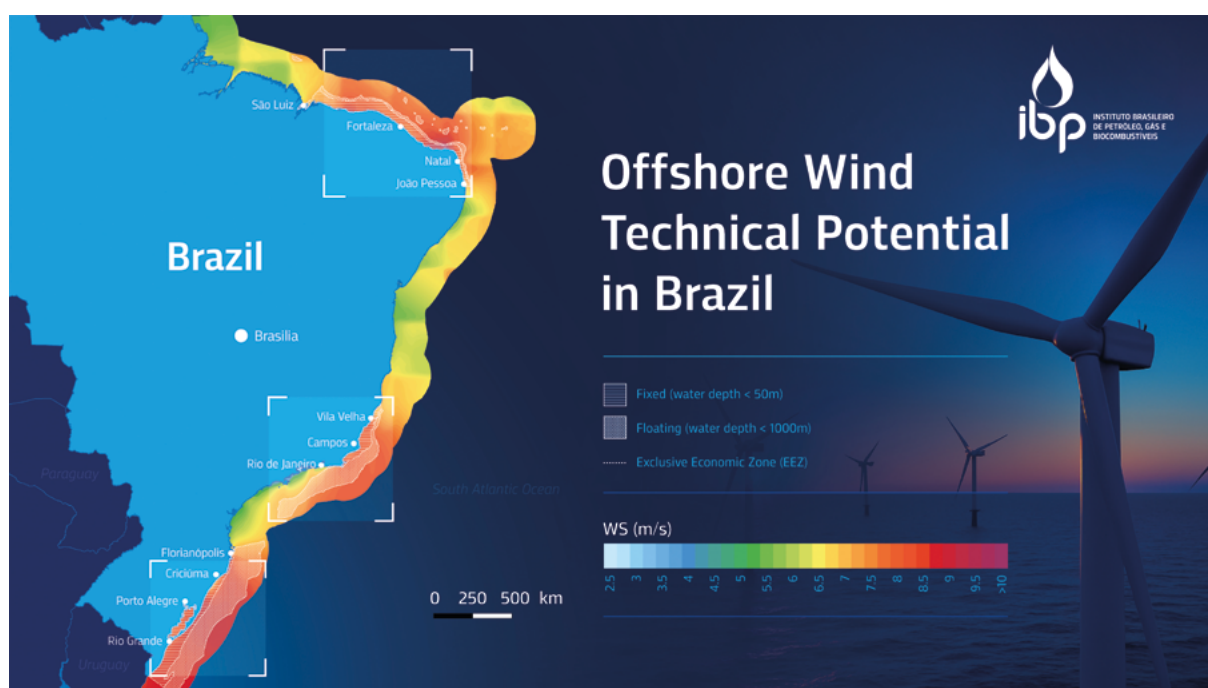 São Luiz
Fortaleza
Natal
João Pessoa
Brazil
Brasilia
Vila Velha
Campos
Rio de Janeiro
Paraguay
South Atlantic Ocean
Florianópolis
Criciúma
Porto Alegre
Rio Grande
Uruguay
0 250 500 km
ibp
INSTITUTO BRASILEIRO
DE PETRÓLEO, GÁS E
BIOCOMBUSTÍVEIS
Offshore Wind
Technical Potential
in Brazil
Fixed (water depth < 50m)
Floating (water depth < 1000m)
Exclusive Economic Zone (EEZ)
WS (m/s)
2.5 3 3.5 4 4.5 5 5.5 6 6.5 7 7.5 8 8.5 9 9.5 >10